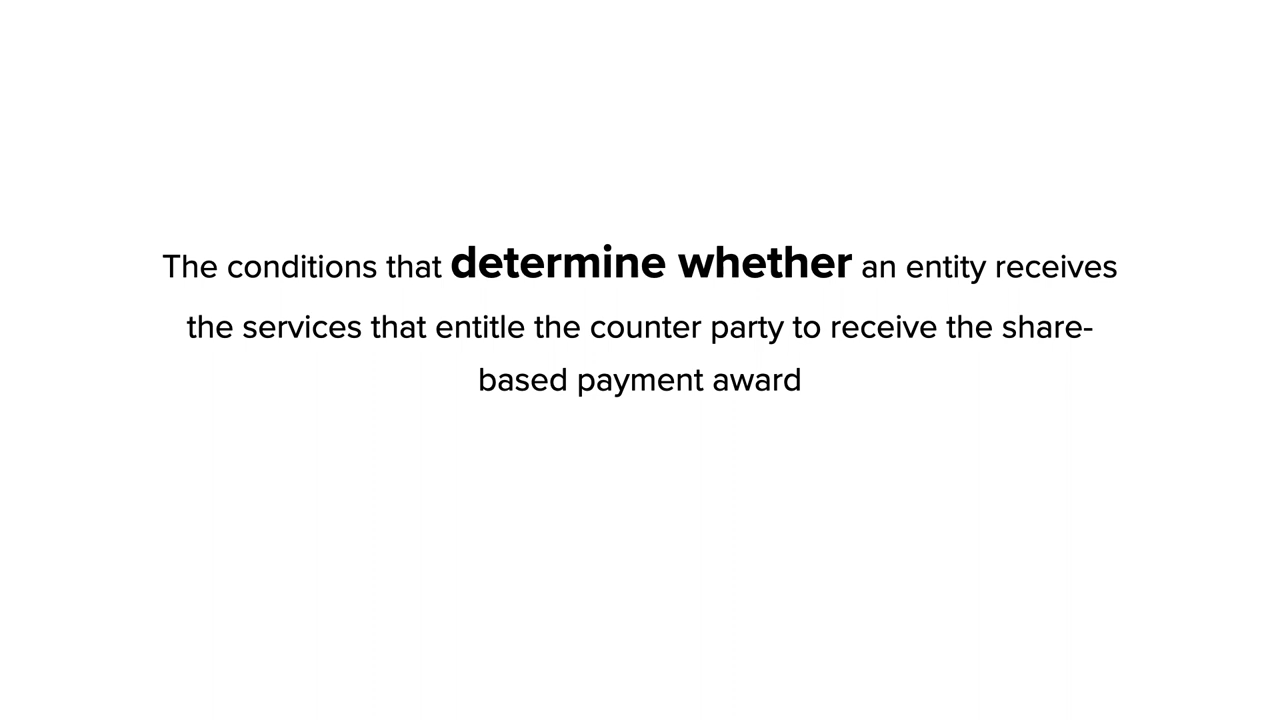 The conditions that determine whether an entity receives
the services that entitle the counter party to receive the share-
based payment award